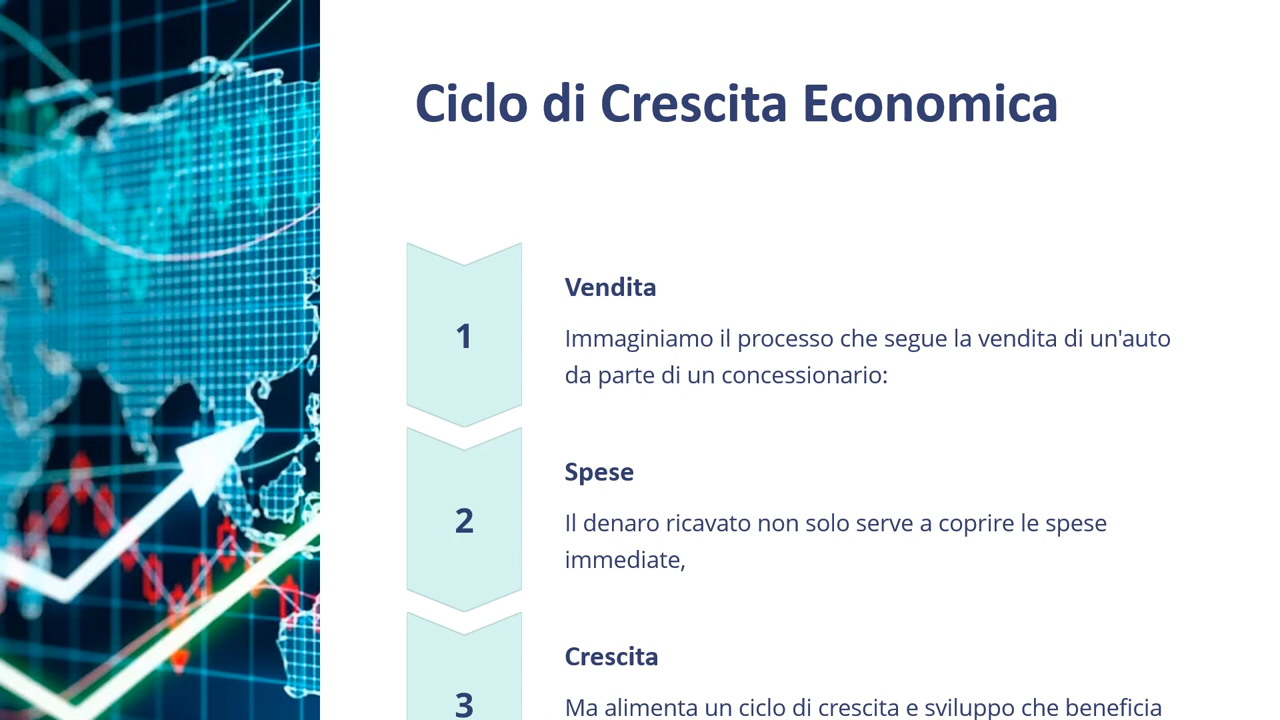 Ciclo di Crescita Economica
1
Vendita
Immaginiamo il processo che segue la vendita di un'auto
da parte di un concessionario:
2
Spese
Il denaro ricavato non solo serve a coprire le spese
immediate,
3
Crescita
Ma alimenta un ciclo di crescita e sviluppo che beneficia